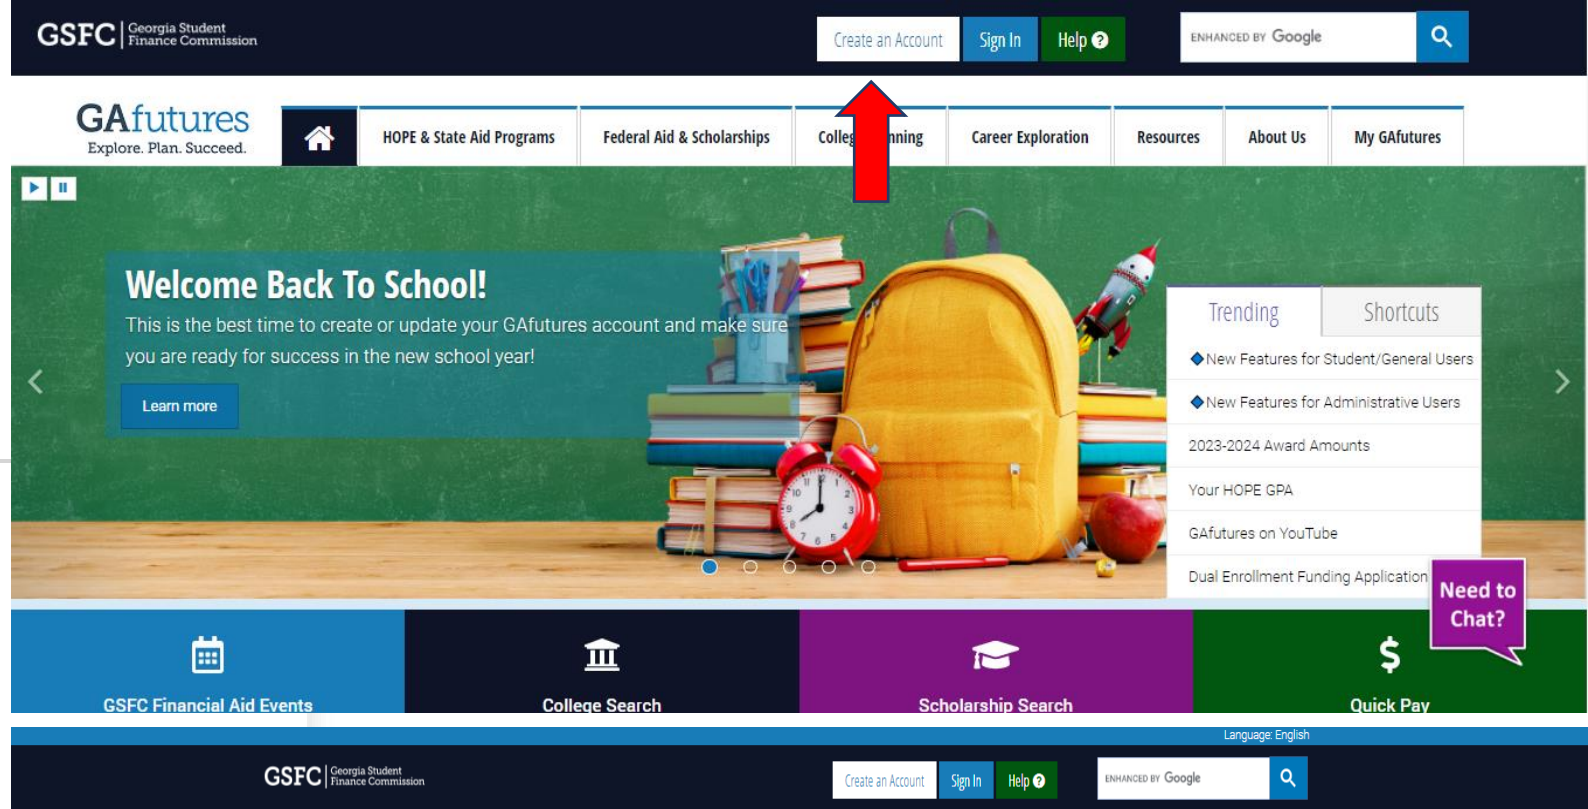 GSFC Georgia Student
Finance Commission
Create an Account
Sign In
Help ?
ENHANCED BY Google
GAfutures
Explore. Plan. Succeed.
HOPE & State Aid Programs
Federal Aid & Scholarships
Career Exploration
Resources
About Us
My GAfutures
Welcome Back To School!
This is the best time to create or update your GAfutures account and make sure
you are ready for success in the new school year!
Learn more
Trending
Shortcuts
New Features for Student/General Users
New Features for Administrative Users
2023-2024 Award Amounts
Your HOPE GPA
GAfutures on YouTube
Dual Enrollment Funding Application
Need to
Chat?
GSFC Financial Aid Events
College Search
Scholarship Search
$
Quick Pay
Language: English
GSFC Georgia Student
Finance Commission
Create an Account
Sign In
Help ?
ENHANCED BY Google